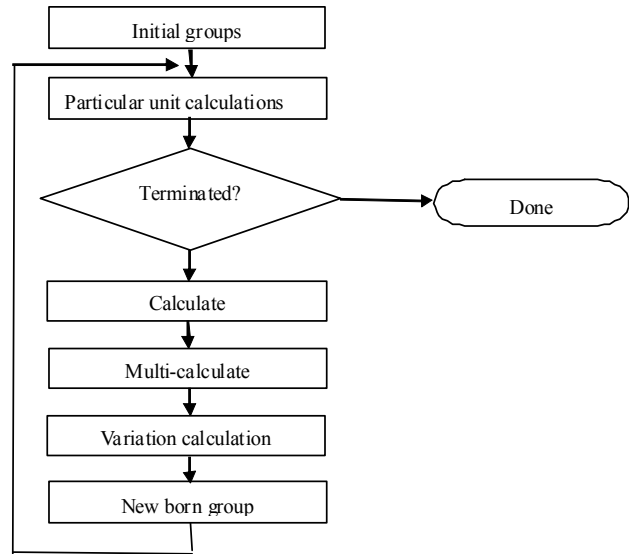 Initial groups
Particular unit calculations
Terminated?
Done
Calculate
Multi-calculate
Variation calculation
New born group